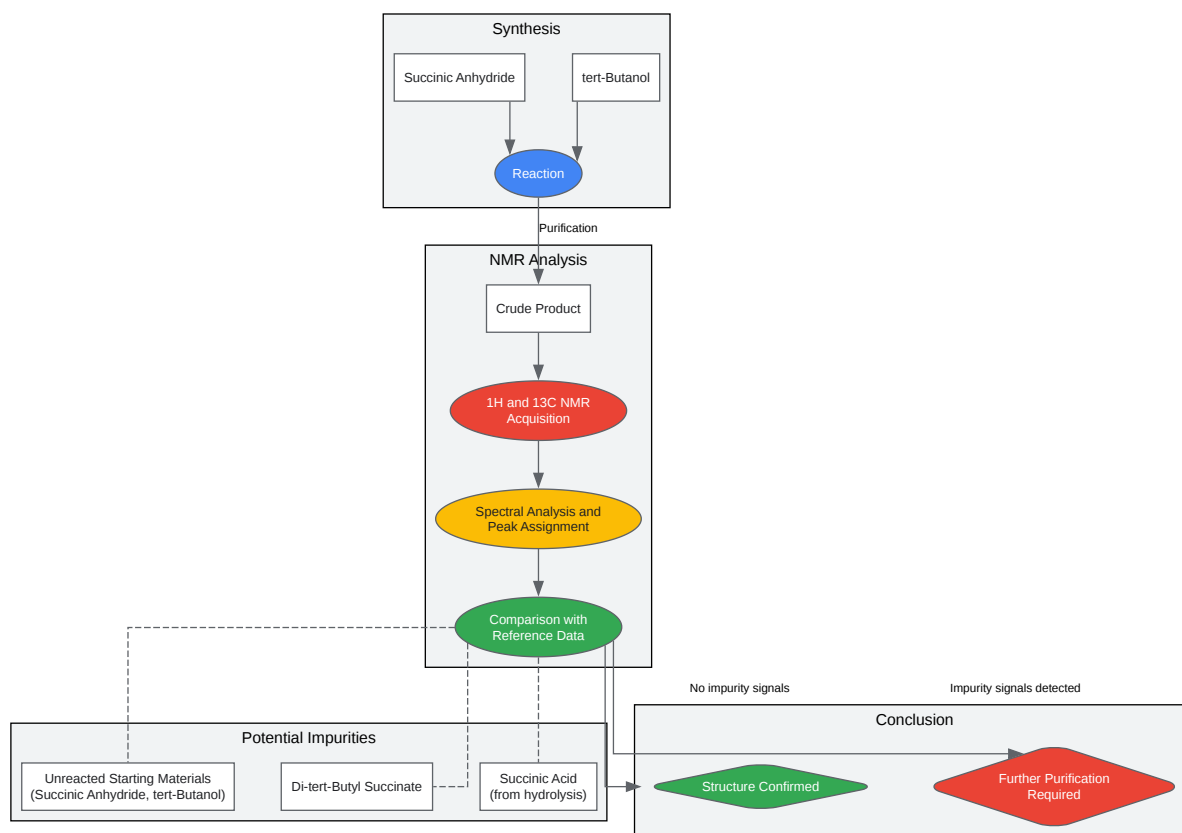 Synthesis
Succinic Anhydride
tert-Butanol
Reaction
Purification
NMR Analysis
Crude Product
1H and 13C NMR
Acquisition
Spectral Analysis and
Peak Assignment
Comparison with
Reference Data
No impurity signals
Impurity signals detected
Potential Impurities
Unreacted Starting Materials
(Succinic Anhydride, tert-Butanol)
Di-tert-Butyl Succinate
Succinic Acid
(from hydrolysis)
Conclusion
Structure Confirmed
Further Purification
Required